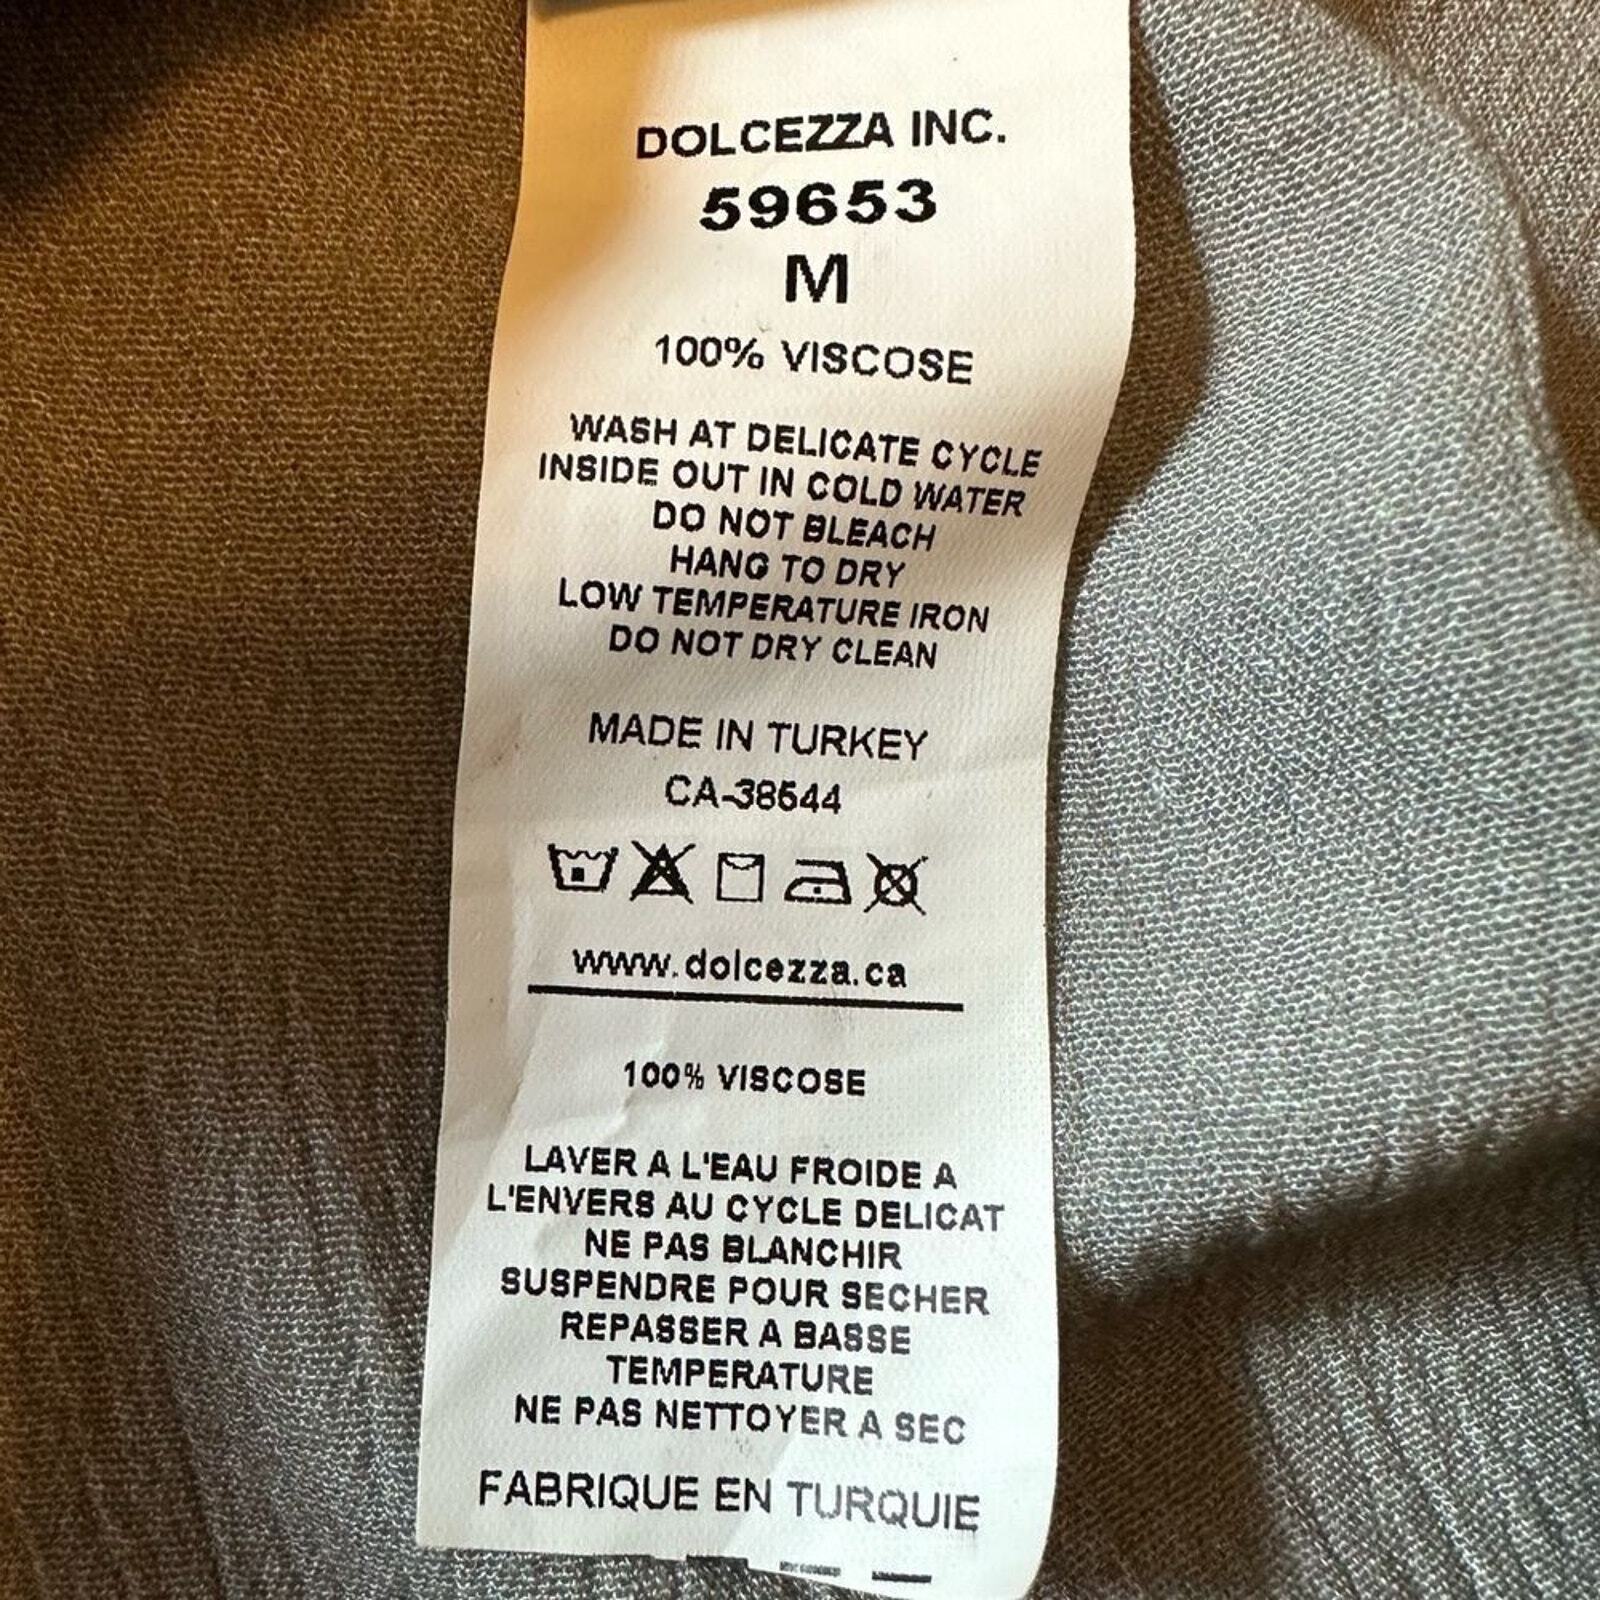 DOLCEZZA INC.
59653
M
100% VISCOSE
WASH AT DELICATE CYCLE
INSIDE OUT IN COLD WATER
DO NOT BLEACH
HANG TO DRY
LOW TEMPERATURE IRON
DO NOT DRY CLEAN
MADE IN TURKEY
CA-38544
www.dolcezza.ca
100% VISCOSE
LAVER A L'EAU FROIDE A
L'ENVERS AU CYCLE DELICAT
NE PAS BLANCHIR
SUSPENDRE POUR SECHER
REPASSER A BASSE
TEMPERATURE
NE PAS NETTOYER A SEC
FABRIQUE EN TURQUIE